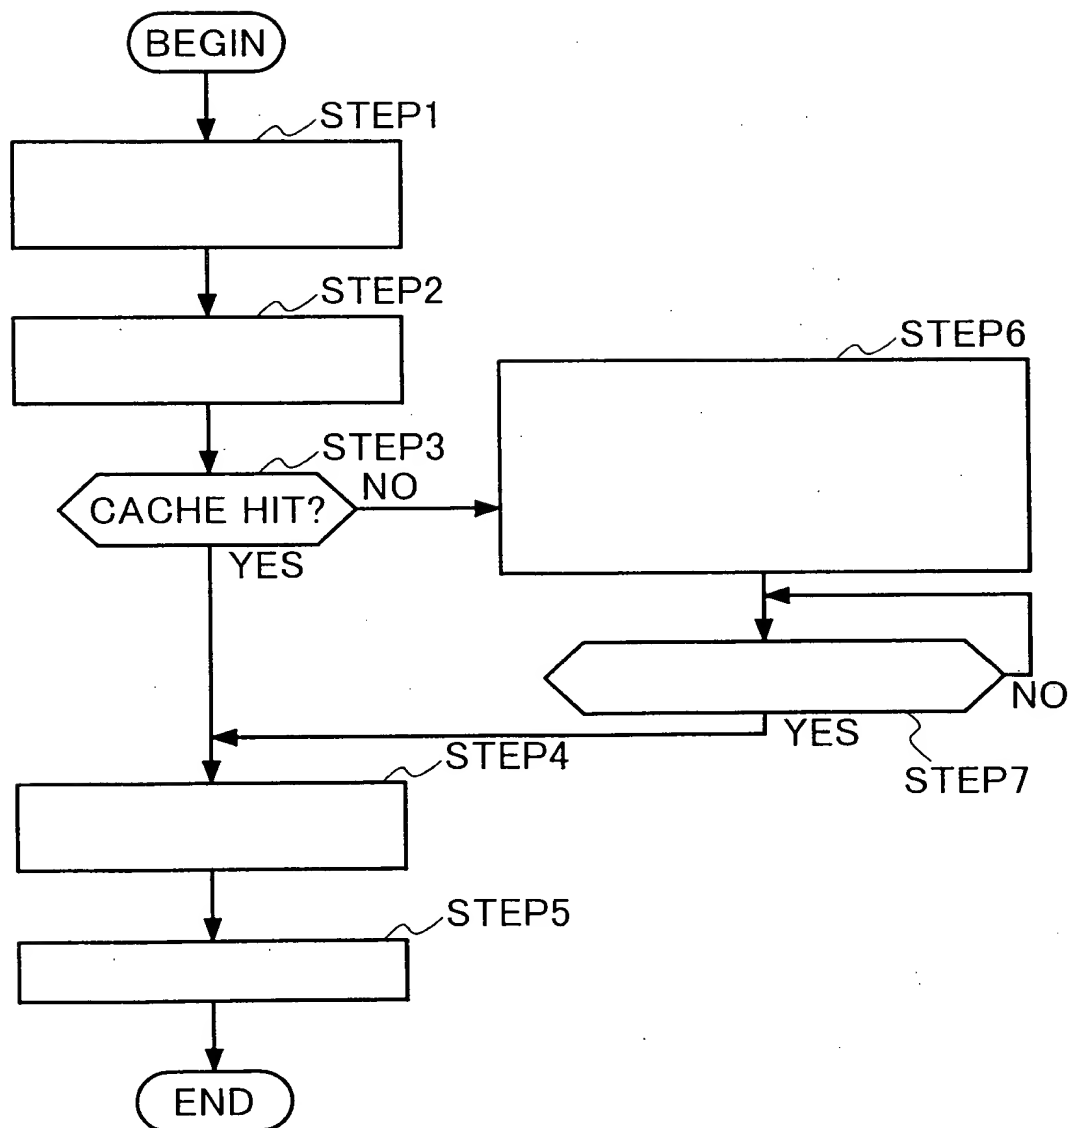 BEGIN
STEP1
STEP2
STEP3
CACHE HIT?
NO
YES
STEP6
NO
YES
STEP7
STEP4
STEP5
END